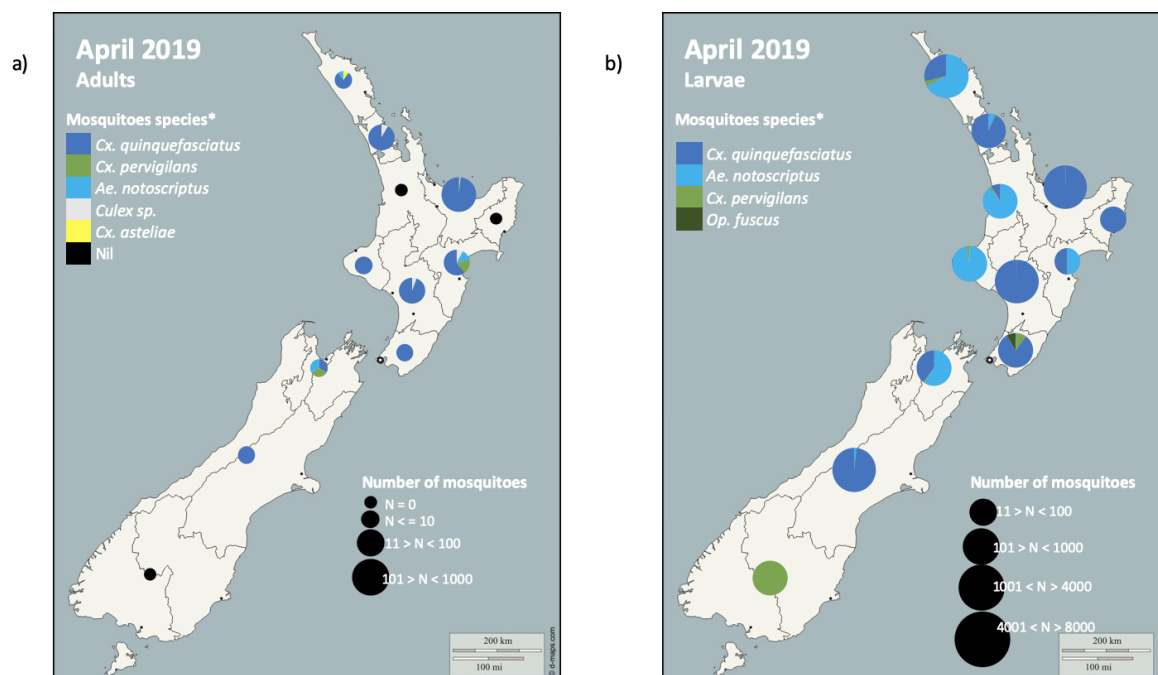 a)
April 2019
Adults
Mosquitoes species*
Cx. quinquefasciatus
Cx. pervigilans
Ae. notoscriptus
Culex sp.
Cx. asteliae
Nil
Number of mosquitoes
N = 0
N <= 10
11 > N < 100
101 > N < 1000
200 km
100 mi
© d-maps.com
b)
April 2019
Larvae
Mosquitoes species*
Cx. quinquefasciatus
Ae. notoscriptus
Cx. pervigilans
Op. fuscus
Number of mosquitoes
11 > N < 100
101 > N < 1000
1001 < N > 4000
4001 < N > 8000
200 km
100 mi